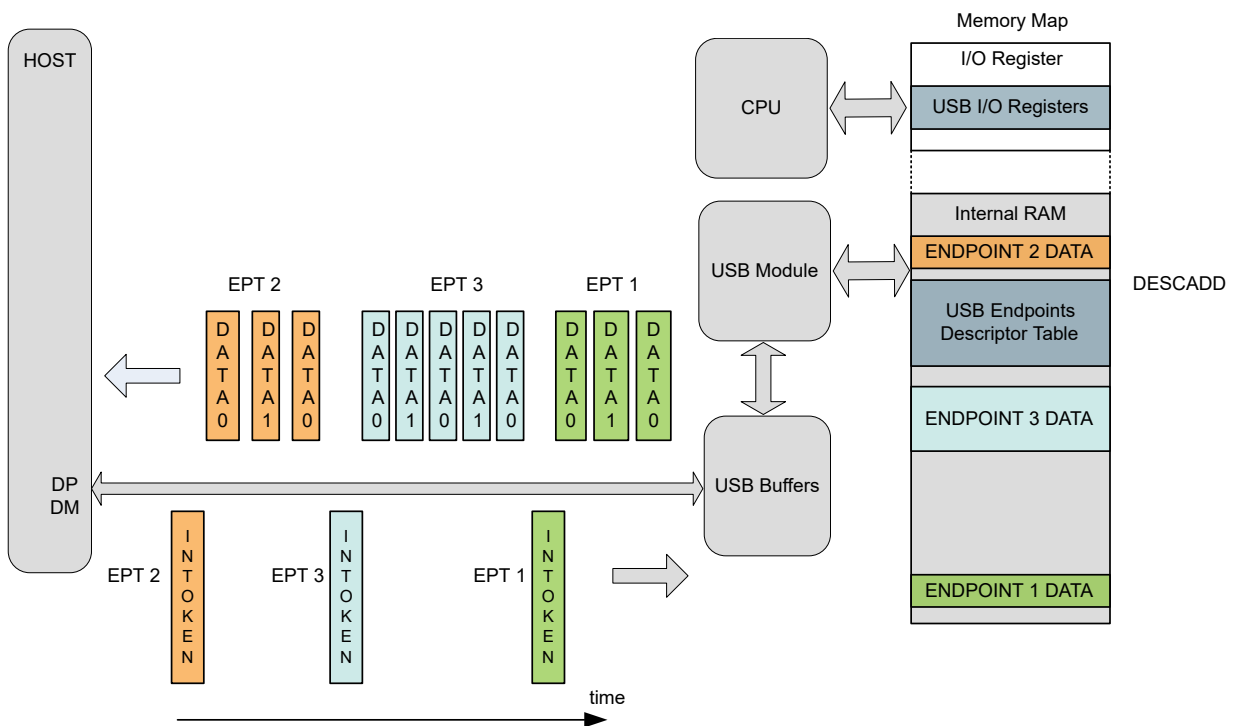 Memory Map
HOST
I/O Register
CPU
USB I/O Registers
Internal RAM
ENDPOINT 2 DATA
USB Module
DESCADD
EPT 2
EPT 3
EPT 1
USB Endpoints
Descriptor Table
DATA0
DATA1
DATA0
DATA0
DATA1
DATA0
DATA1
DATA0
DATA0
DATA1
DATA0
ENDPOINT 3 DATA
DP
DM
USB Buffers
EPT 2
INTOKEN
EPT 3
INTOKEN
EPT 1
INTOKEN
ENDPOINT 1 DATA
time